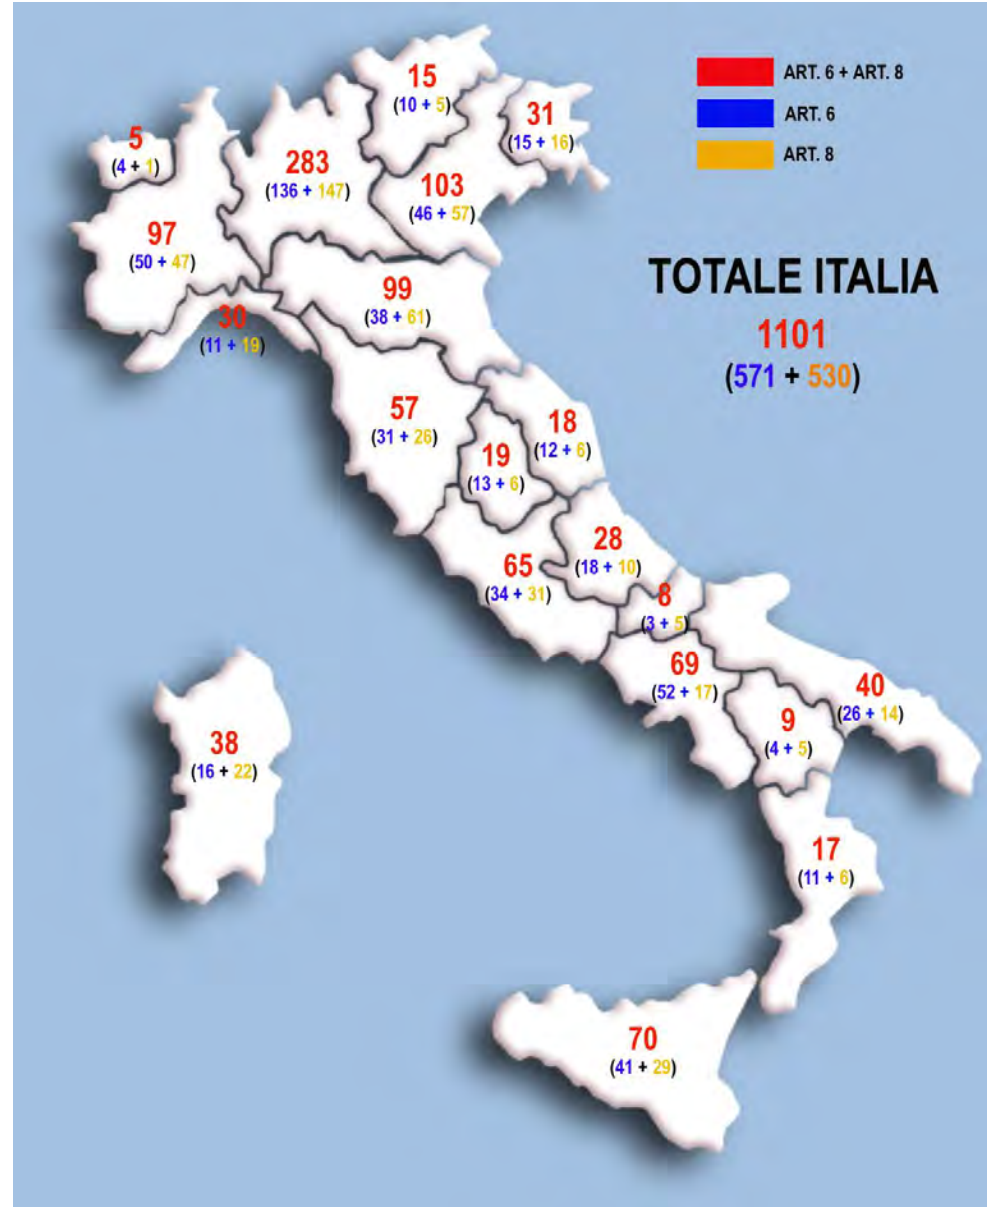 ART. 6 + ART. 8
ART. 6
ART. 8
TOTALE ITALIA
1101
(571 + 530)
15
(10 + 5)
31
(15 + 16)
5
(4 + 1)
283
(136 + 147)
103
(46 + 57)
97
(50 + 47)
99
(38 + 61)
30
(11 + 19)
57
(31 + 26)
18
(12 + 6)
19
(13 + 6)
28
(18 + 10)
65
(34 + 31)
8
(3 + 5)
69
(52 + 17)
40
(26 + 14)
9
(4 + 5)
38
(16 + 22)
17
(11 + 6)
70
(41 + 29)